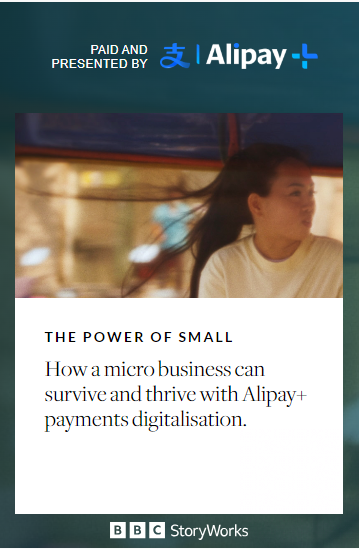 PAID AND
PRESENTED BY
支 | Alipay+
THE POWER OF SMALL
How a micro business can
survive and thrive with Alipay+
payments digitalisation.
BBC StoryWorks